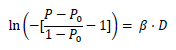 ln(−[(P − P₀)/(1 − P₀) − 1]) = β · D